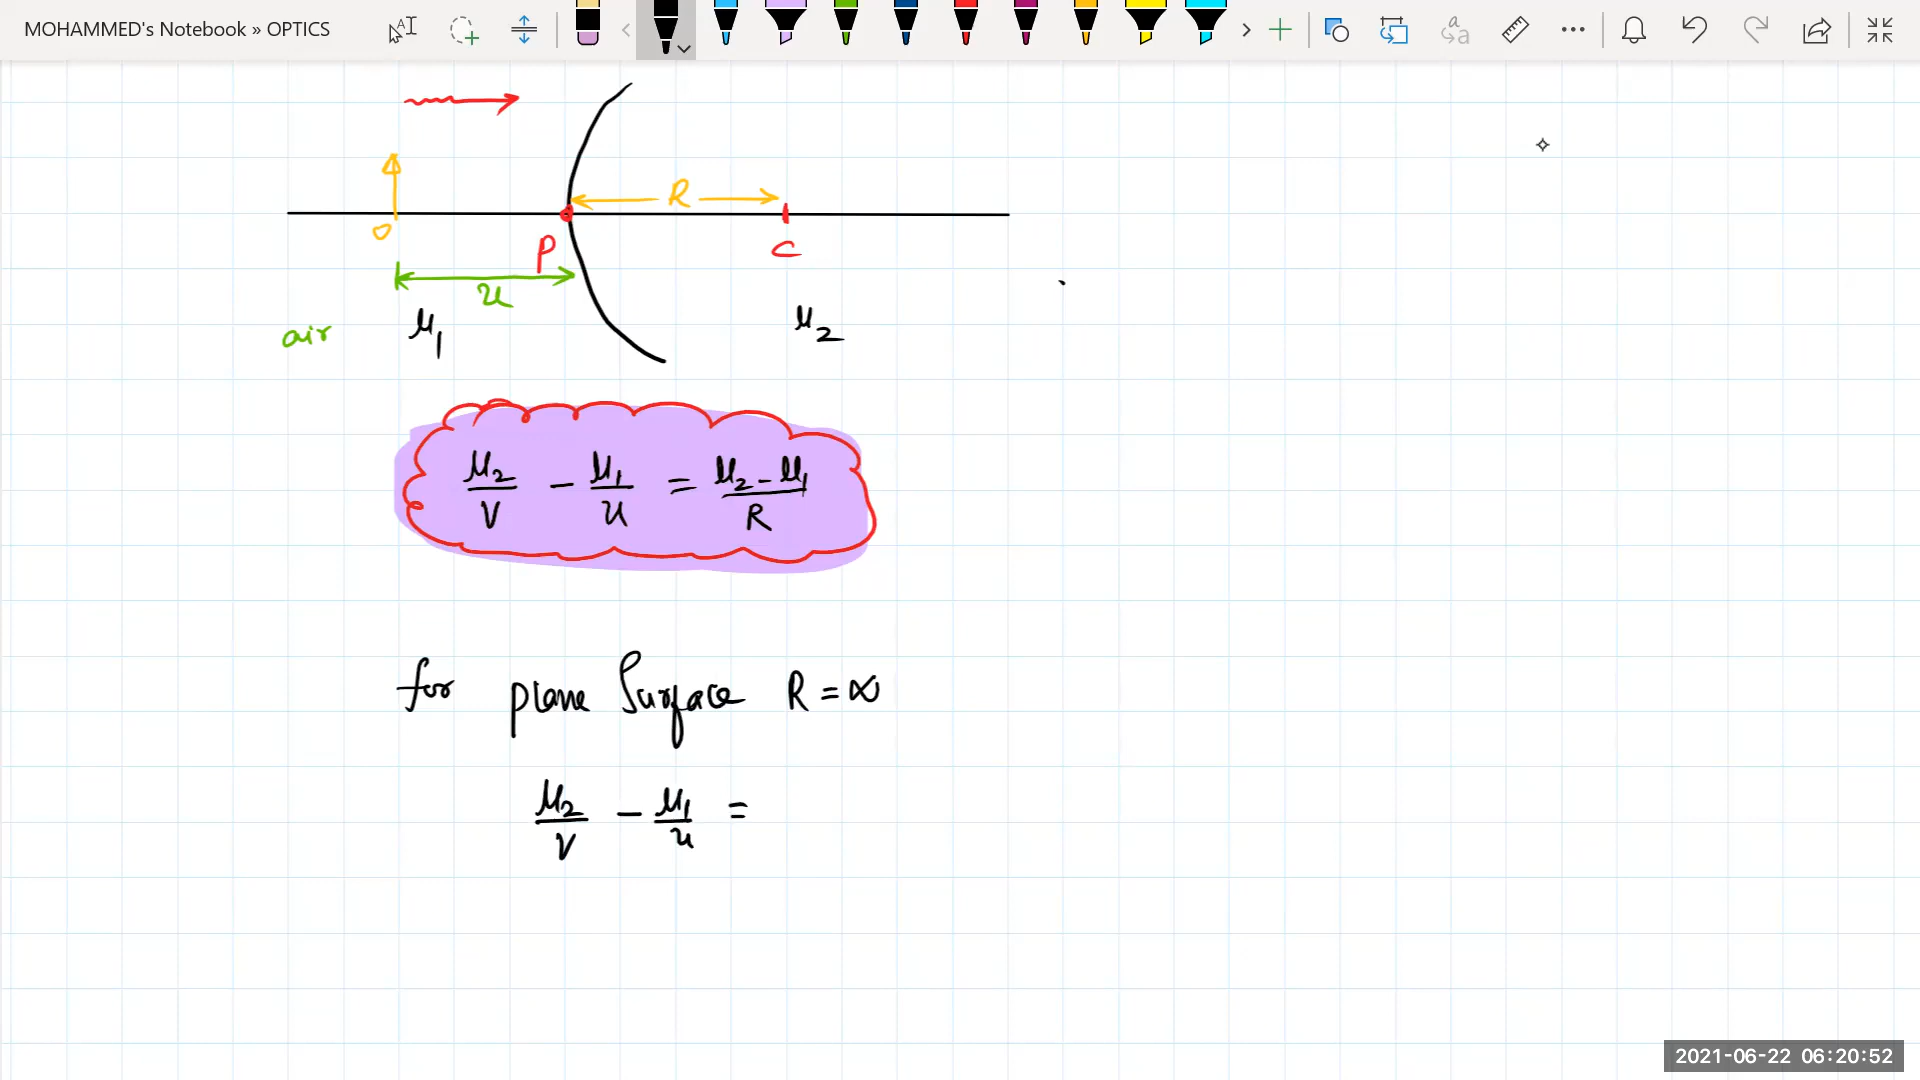 MOHAMMED's Notebook » OPTICS
R
O
P
C
u
air μ₁ μ₂
μ₂/v - μ₁/u = μ₂-μ₁/R
for plane Surface R = ∞
μ₂/v - μ₁/u =
2021-06-22 06:20:52